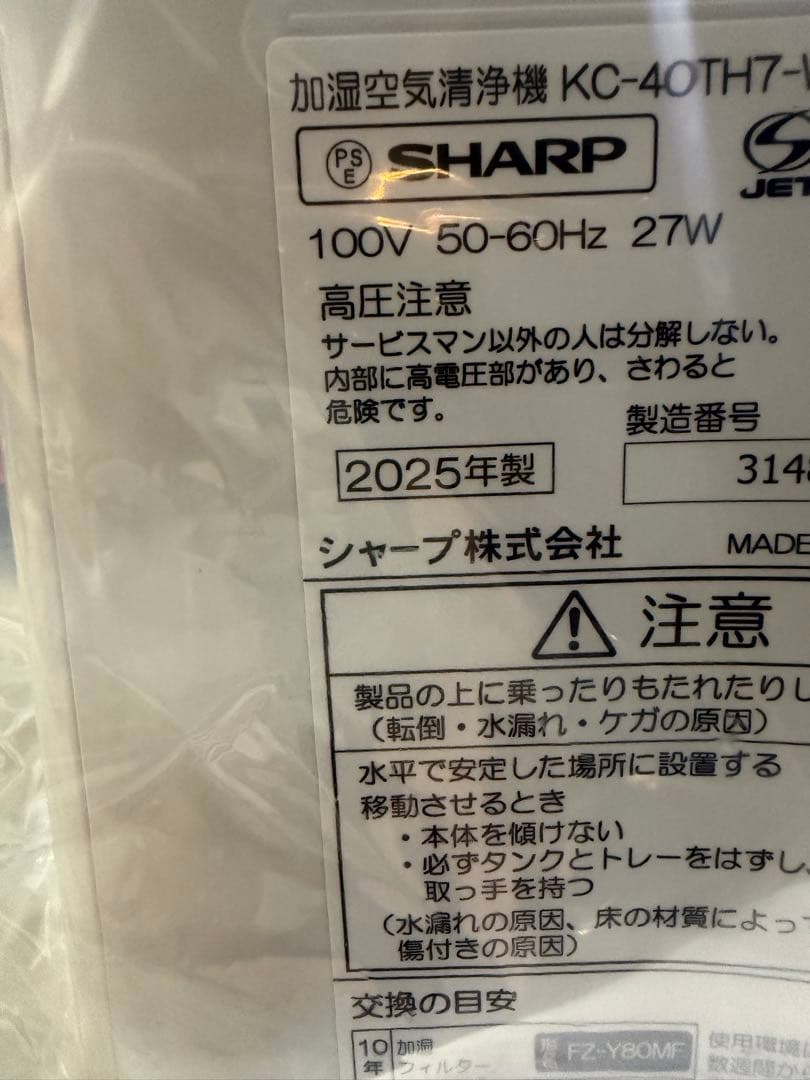 加湿空気清浄機 KC-40TH7-W
PS E SHARP
JET
100V 50-60Hz 27W
高圧注意
サービスマン以外の人は分解しない。
内部に高電圧部があり、さわると
危険です。
製造番号
2025年製
3148
シャープ株式会社 MADE
注意
製品の上に乗ったりもたれたりし
（転倒・水漏れ・ケガの原因）
水平で安定した場所に設置する
移動させるとき
・本体を傾けない
・必ずタンクとトレーをはずし、
取っ手を持つ
（水漏れの原因、床の材質によっ
傷付きの原因）
交換の目安
10年 加湿フィルター FZ-Y80MF 使用環境
数週間から